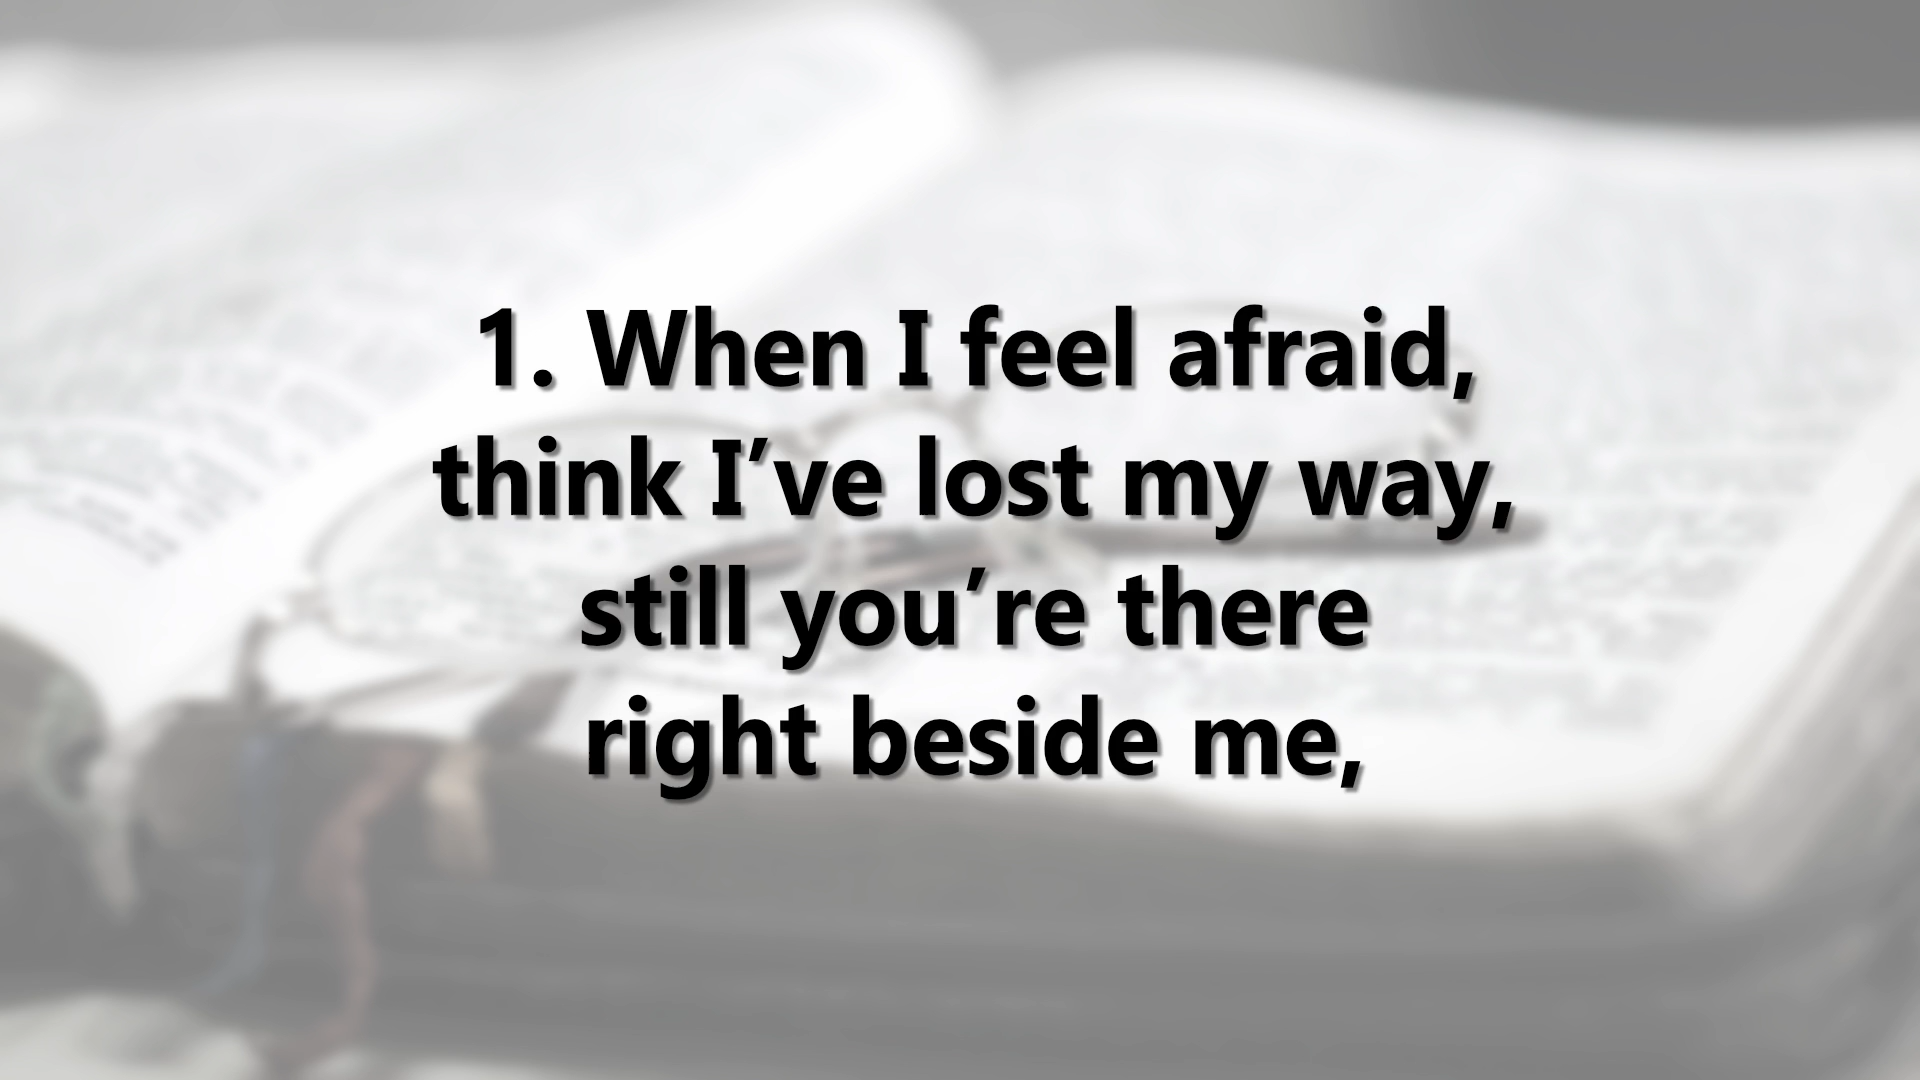 1. When I feel afraid,
think I’ve lost my way,
still you’re there
right beside me,